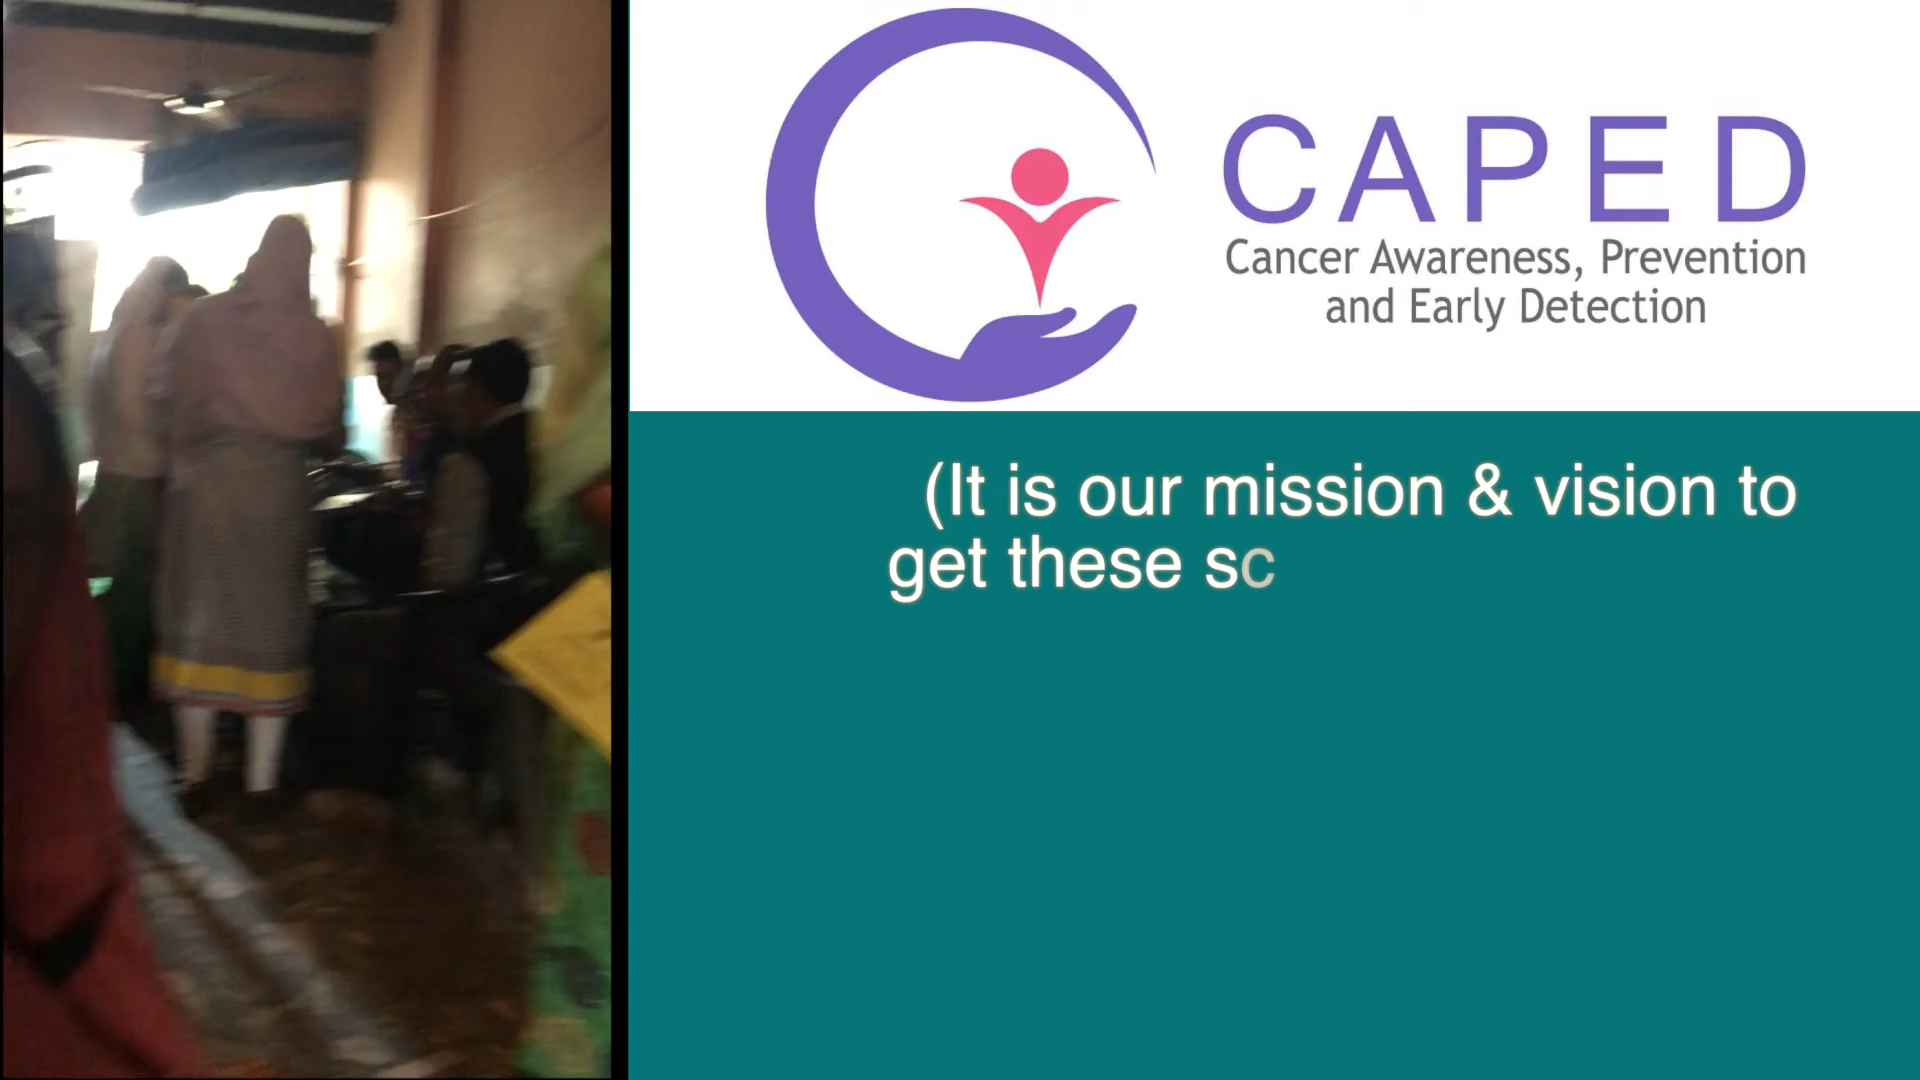 CAPED
Cancer Awareness, Prevention
and Early Detection
(It is our mission & vision to
get these sc